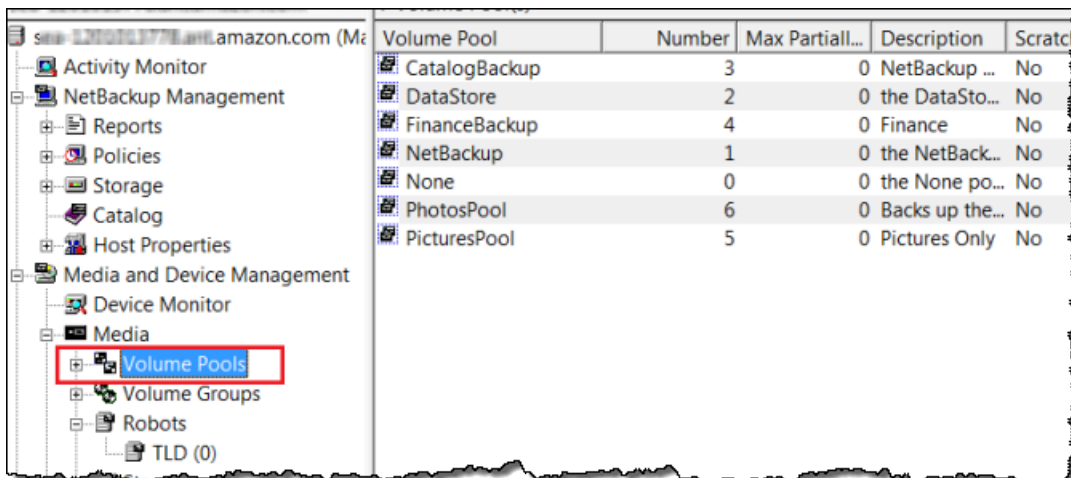 .amazon.com (Ma
Activity Monitor
NetBackup Management
Reports
Policies
Storage
Catalog
Host Properties
Media and Device Management
Device Monitor
Media
Volume Pools
Volume Groups
Robots
TLD (0)
Volume Pool Number Max Partiall... Description Scratc
CatalogBackup 3 0 NetBackup ... No
DataStore 2 0 the DataSto... No
FinanceBackup 4 0 Finance No
NetBackup 1 0 the NetBack... No
None 0 0 the None po... No
PhotosPool 6 0 Backs up the... No
PicturesPool 5 0 Pictures Only No